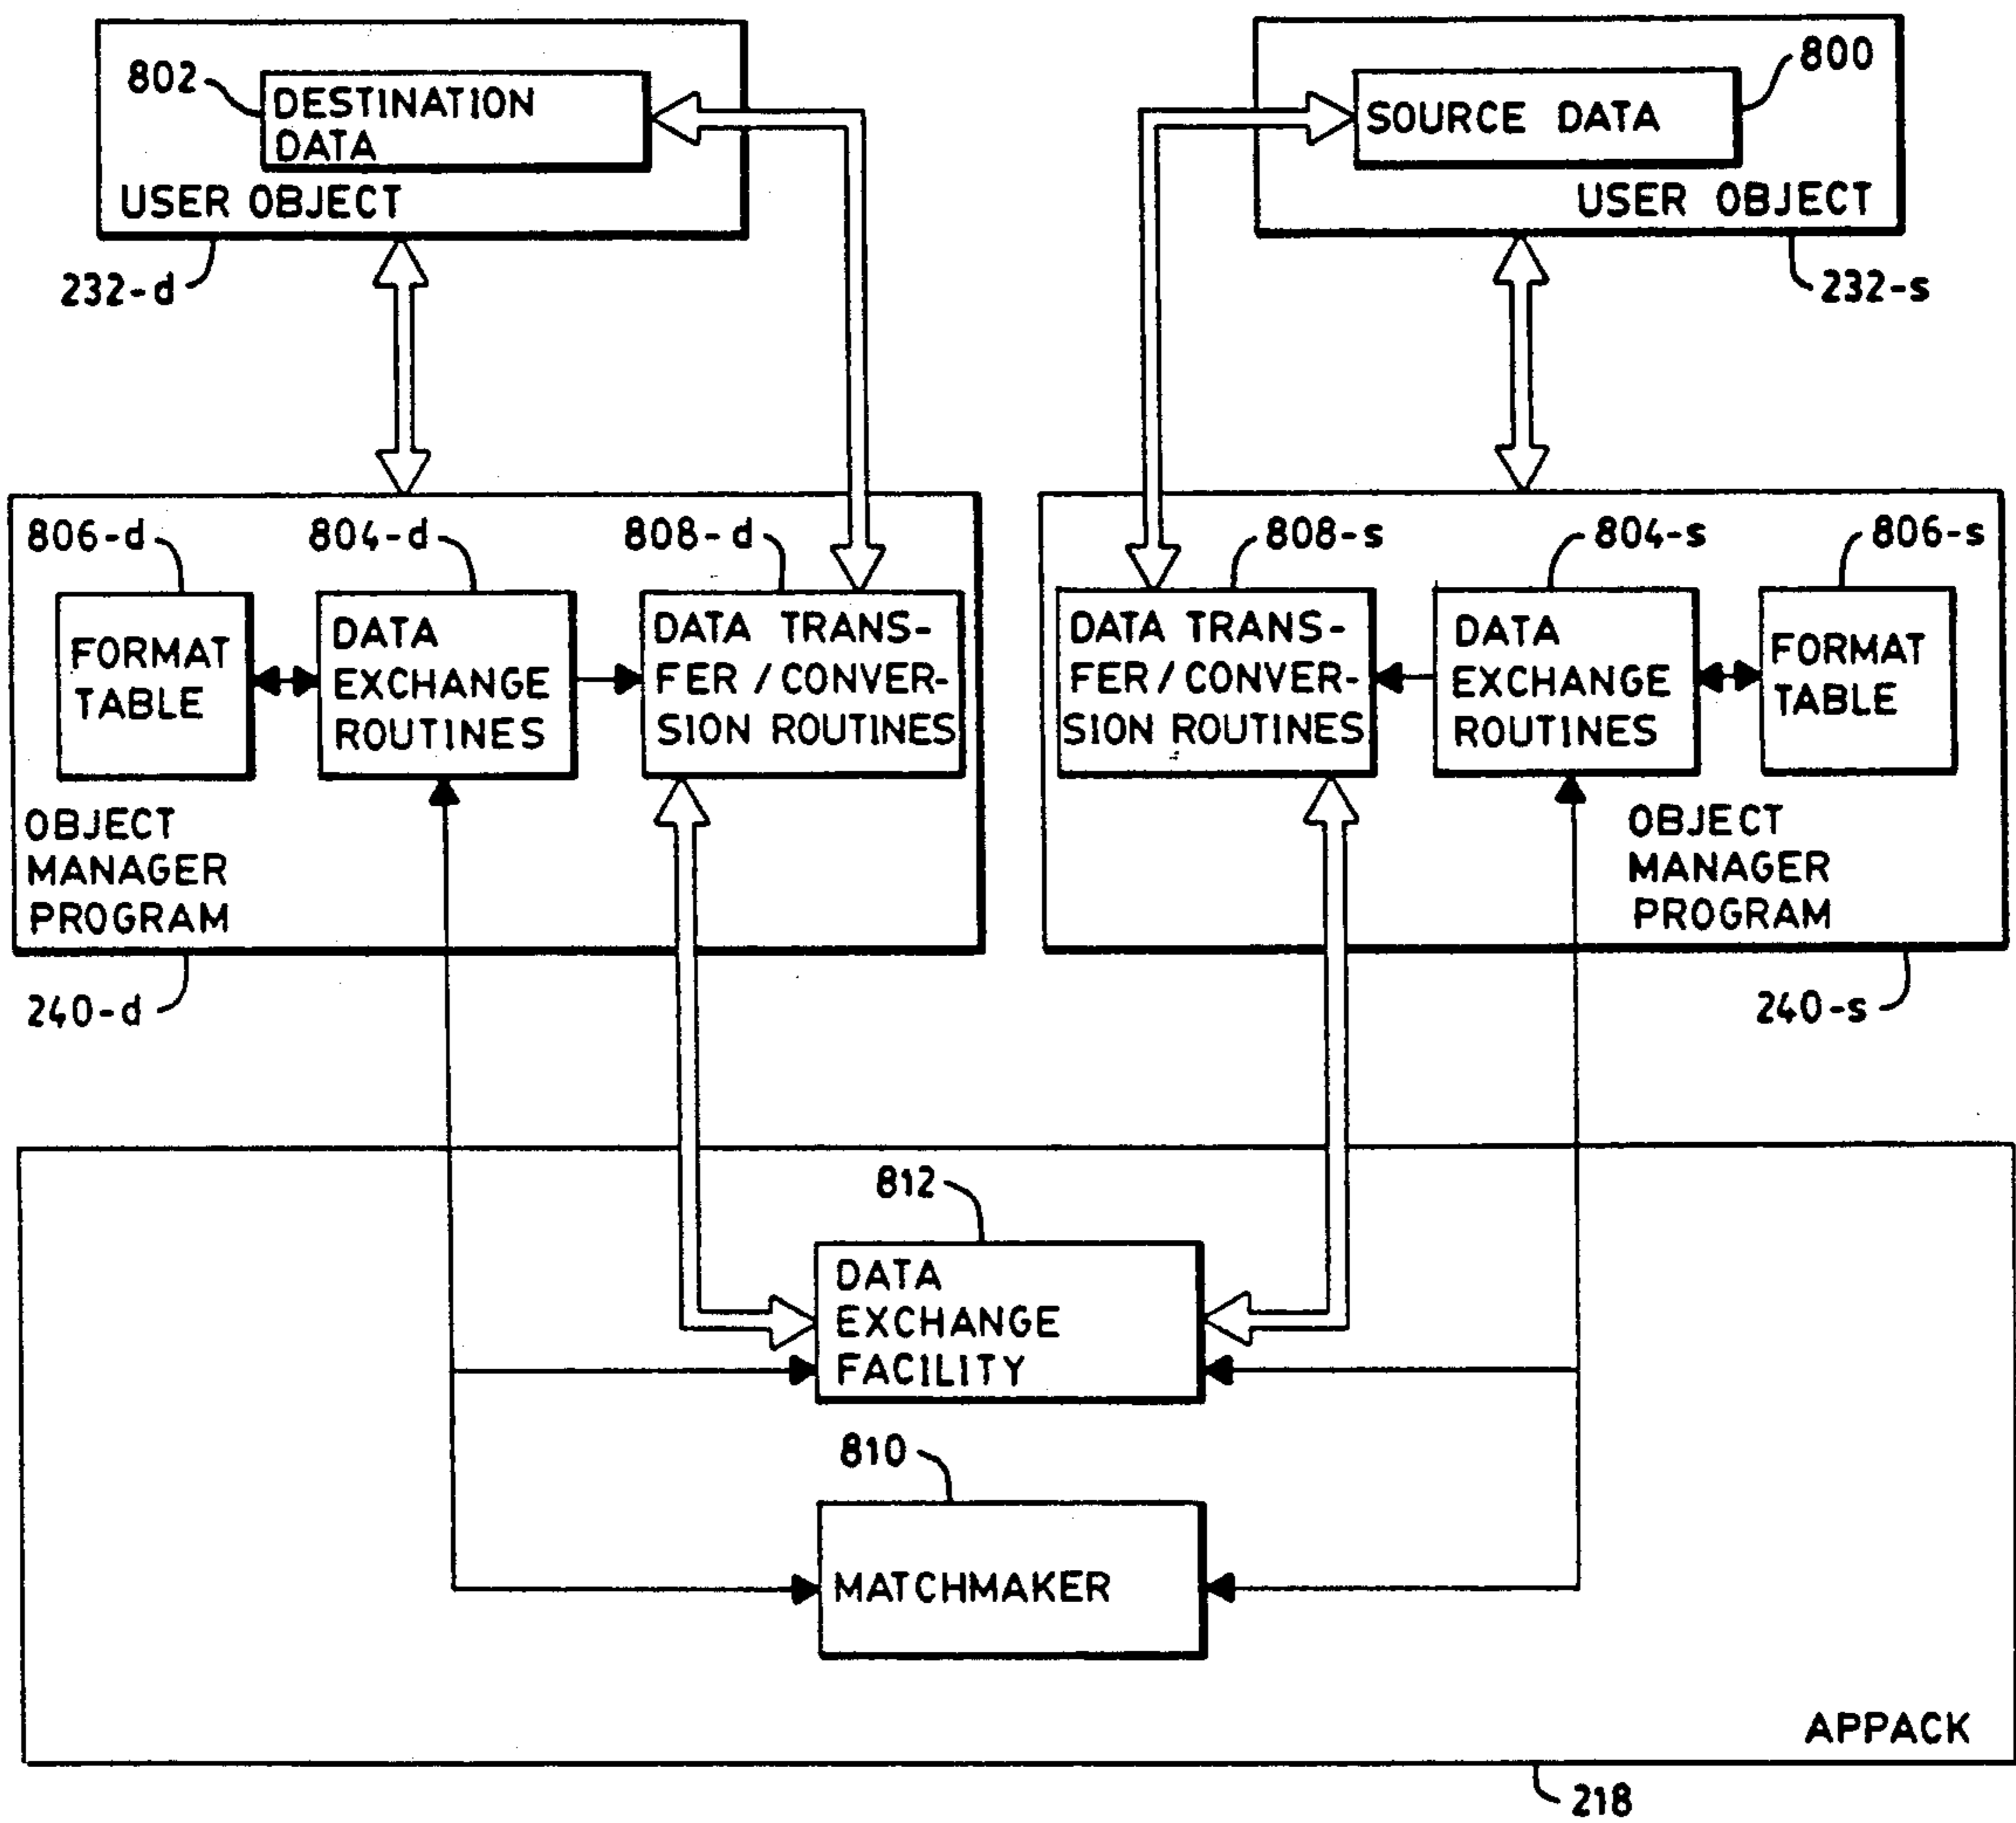 802
DESTINATION
DATA
USER OBJECT
232-d
800
SOURCE DATA
USER OBJECT
232-s
806-d
804-d
808-d
FORMAT
TABLE
DATA
EXCHANGE
ROUTINES
DATA TRANS-
FER / CONVER-
SION ROUTINES
OBJECT
MANAGER
PROGRAM
240-d
808-s
804-s
806-s
DATA TRANS-
FER / CONVER-
SION ROUTINES
DATA
EXCHANGE
ROUTINES
FORMAT
TABLE
OBJECT
MANAGER
PROGRAM
240-s
812
DATA
EXCHANGE
FACILITY
810
MATCHMAKER
APPACK
218